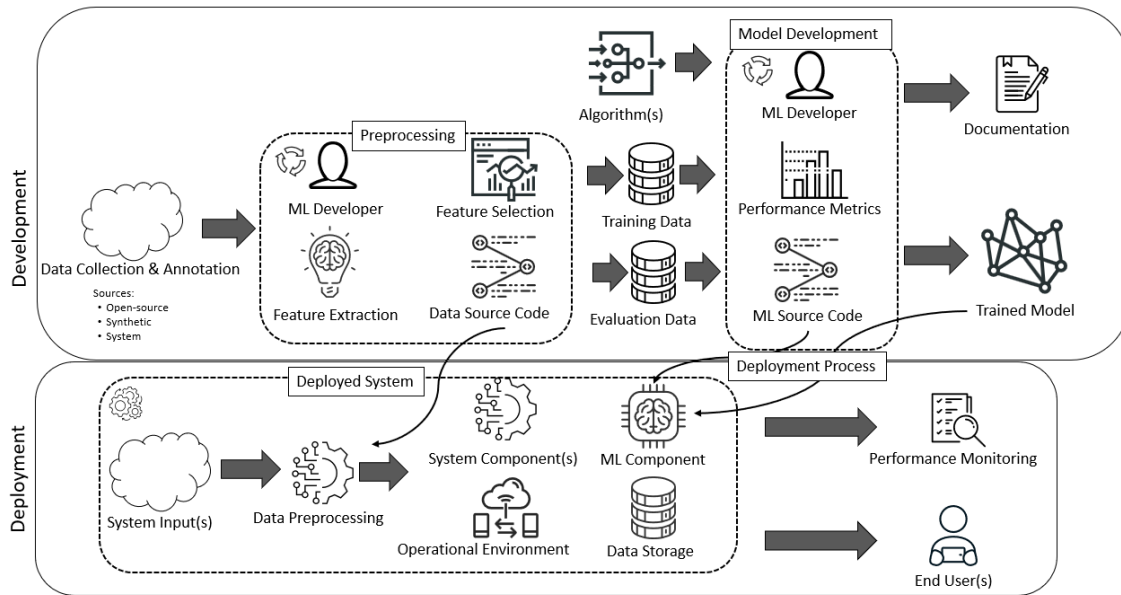 Development
Data Collection & Annotation
Sources:
• Open-source
• Synthetic
• System
Preprocessing
ML Developer
Feature Selection
Feature Extraction
Data Source Code
Algorithm(s)
Training Data
Evaluation Data
Model Development
ML Developer
Performance Metrics
ML Source Code
Documentation
Trained Model
Deployment Process
Deployment
Deployed System
System Input(s)
Data Preprocessing
System Component(s)
ML Component
Operational Environment
Data Storage
Performance Monitoring
End User(s)